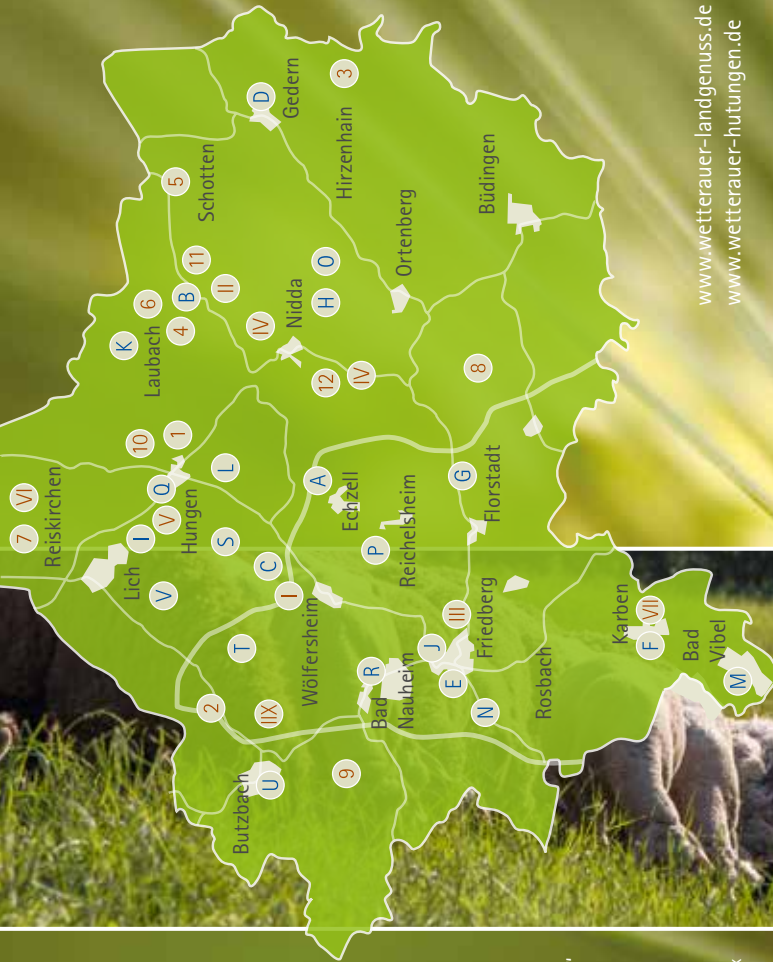 7
VI
Reiskirchen
K
Lich
I
10
6
Laubach
V
Q
V
1
5
4
B
Hungen
11
Schotten
2
S
L
II
Butzbach
T
IV
D
IIX
C
U
I
Nidda
Gedern
Wölfersheim
A
12
H
O
9
Hirzenhain
3
Echzell
IV
R
P
Bad
Nauheim
Reichelsheim
Ortenberg
J
E
III
G
N
8
Friedberg
Florstadt
Büdingen
Rosbach
Karben
F
VII
Bad
Vibel
M
www.wetterauer-landgenuss.de
www.wetterauer-hutungen.de